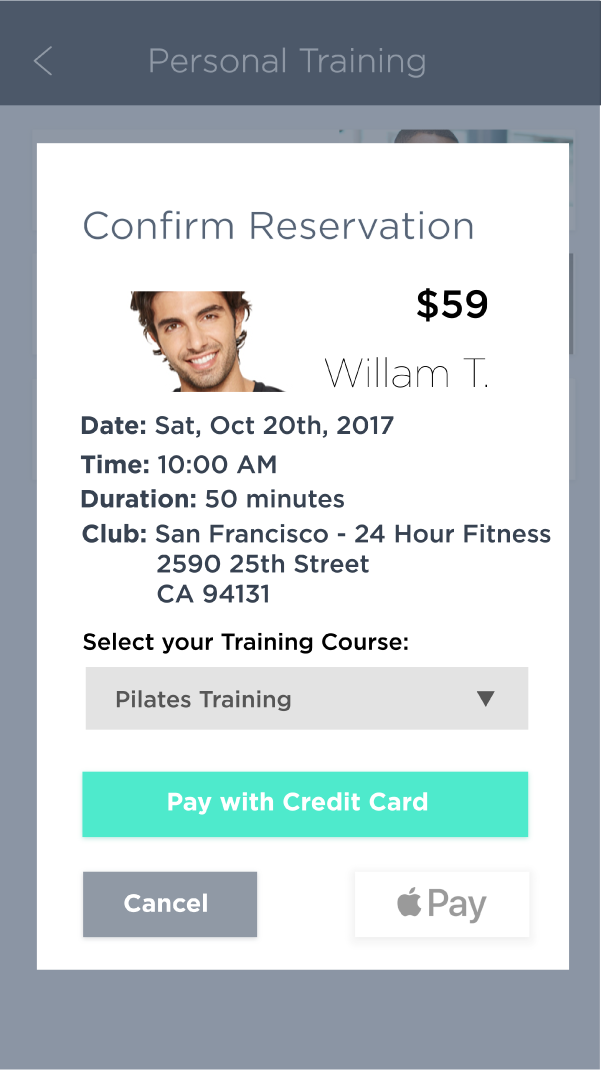 Personal Training
Confirm Reservation
$59
Willam T.
Date: Sat, Oct 20th, 2017
Time: 10:00 AM
Duration: 50 minutes
Club: San Francisco - 24 Hour Fitness
2590 25th Street
CA 94131
Select your Training Course:
Pilates Training
Pay with Credit Card
Cancel
Pay